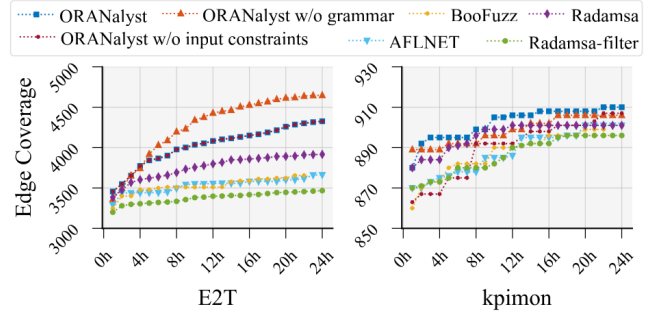 ORANalyst ORANalyst w/o grammar BooFuzz Radamsa
ORANalyst w/o input constraints AFLNET Radamsa-filter
Edge Coverage
5000
4500
4000
3500
3000
0h 4h 8h 12h 16h 20h 24h
E2T
930
910
890
870
850
0h 4h 8h 12h 16h 20h 24h
kpimon